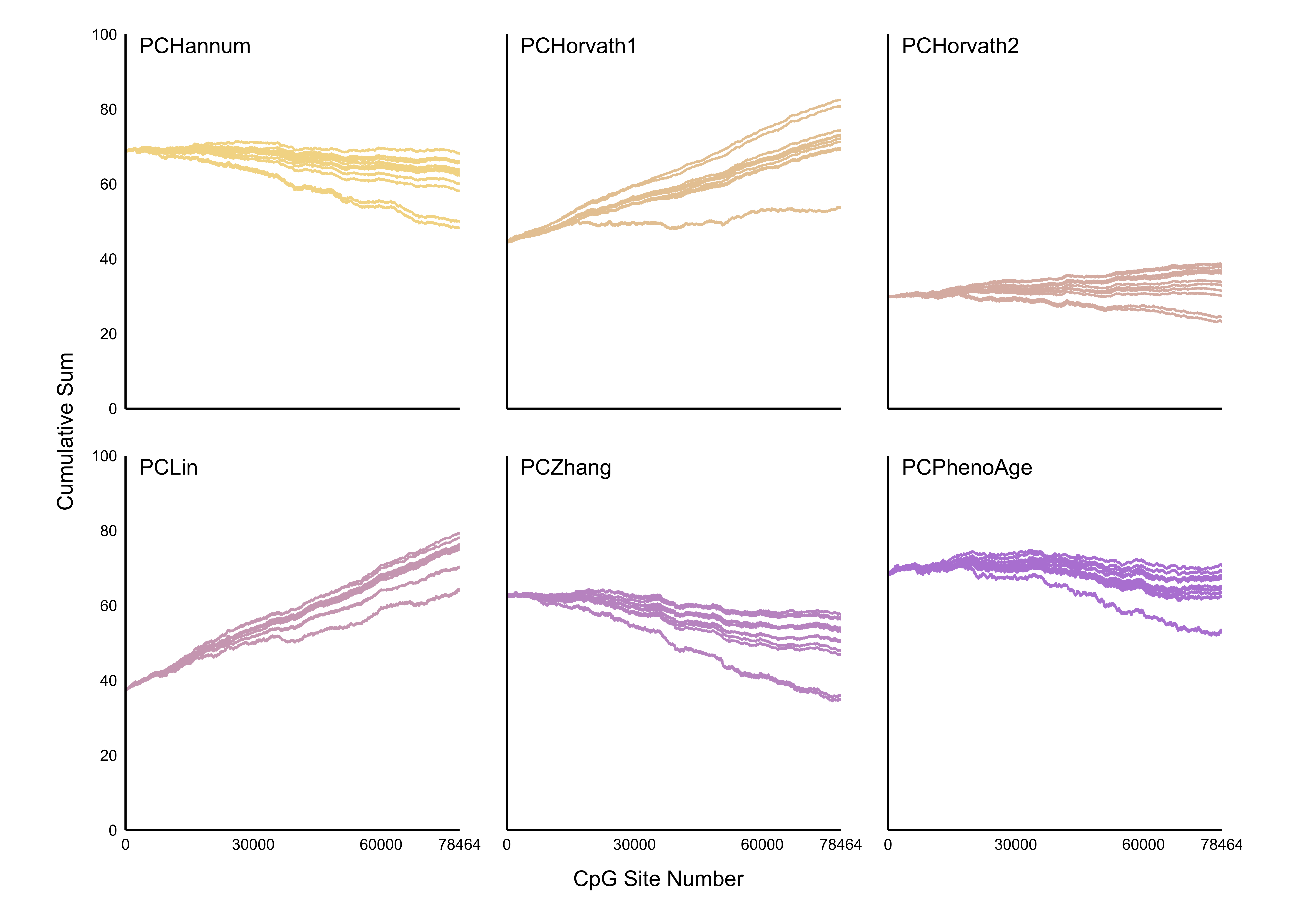 PCHannum
PCHorvath1
PCHorvath2
100
80
60
40
20
0
Cumulative Sum
PCLin
PCZhang
PCPhenoAge
100
80
60
40
20
0
0 30000 60000 78464
0 30000 60000 78464
0 30000 60000 78464
CpG Site Number